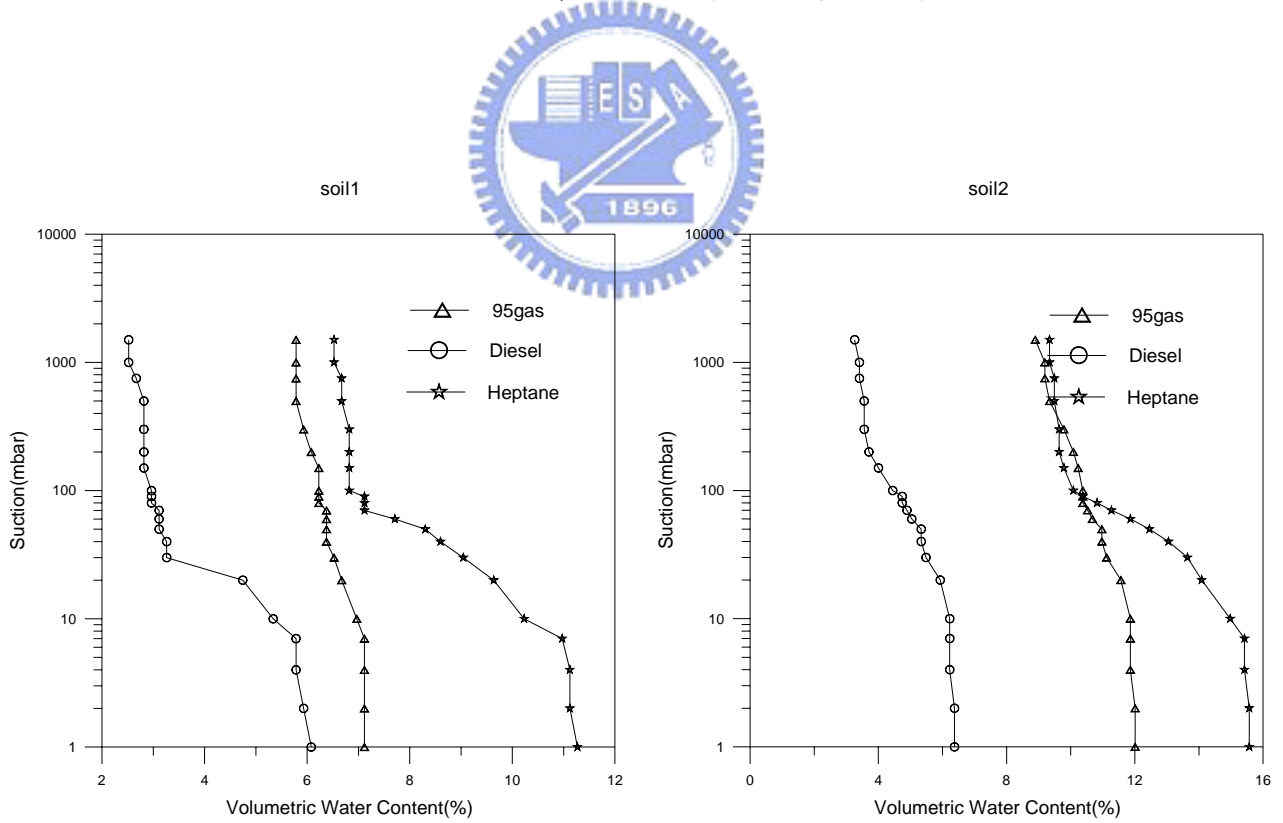 E S A
1896
soil1
10000
1000
100
10
1
Suction(mbar)
95gas
Diesel
Heptane
2 4 6 8 10 12
Volumetric Water Content(%)
soil2
10000
1000
100
10
1
Suction(mbar)
95gas
Diesel
Heptane
0 4 8 12 16
Volumetric Water Content(%)